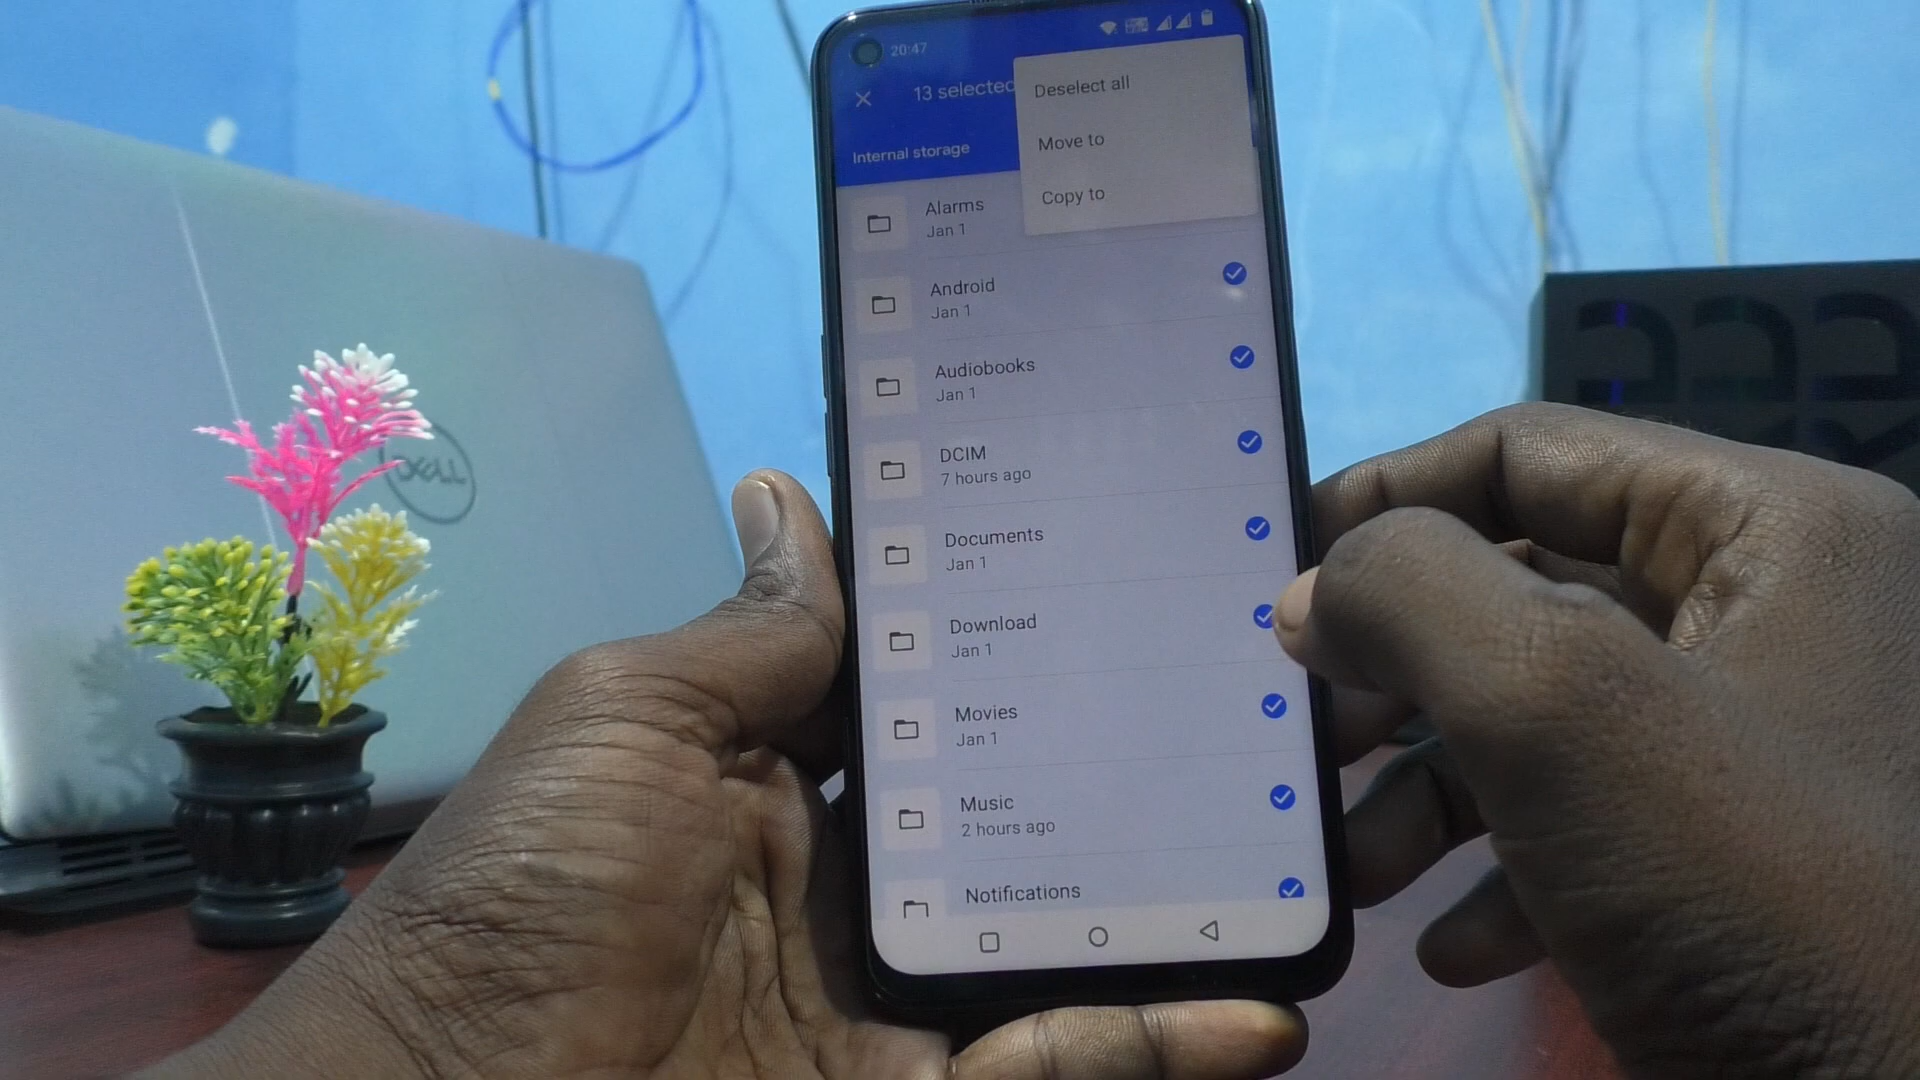 20:47
13 selected
Deselect all
Move to
Copy to
Internal storage
Alarms
Jan 1
Android
Jan 1
Audiobooks
Jan 1
DCIM
7 hours ago
Documents
Jan 1
Download
Jan 1
Movies
Jan 1
Music
2 hours ago
Notifications
DELL